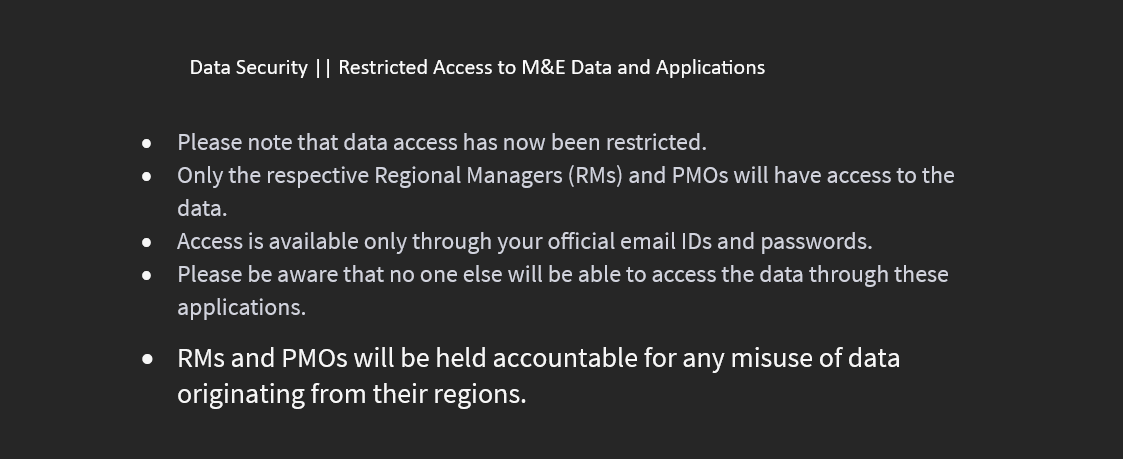 Data Security || Restricted Access to M&E Data and Applications
● Please note that data access has now been restricted.
● Only the respective Regional Managers (RMs) and PMOs will have access to the
data.
● Access is available only through your official email IDs and passwords.
● Please be aware that no one else will be able to access the data through these
applications.
● RMs and PMOs will be held accountable for any misuse of data
originating from their regions.